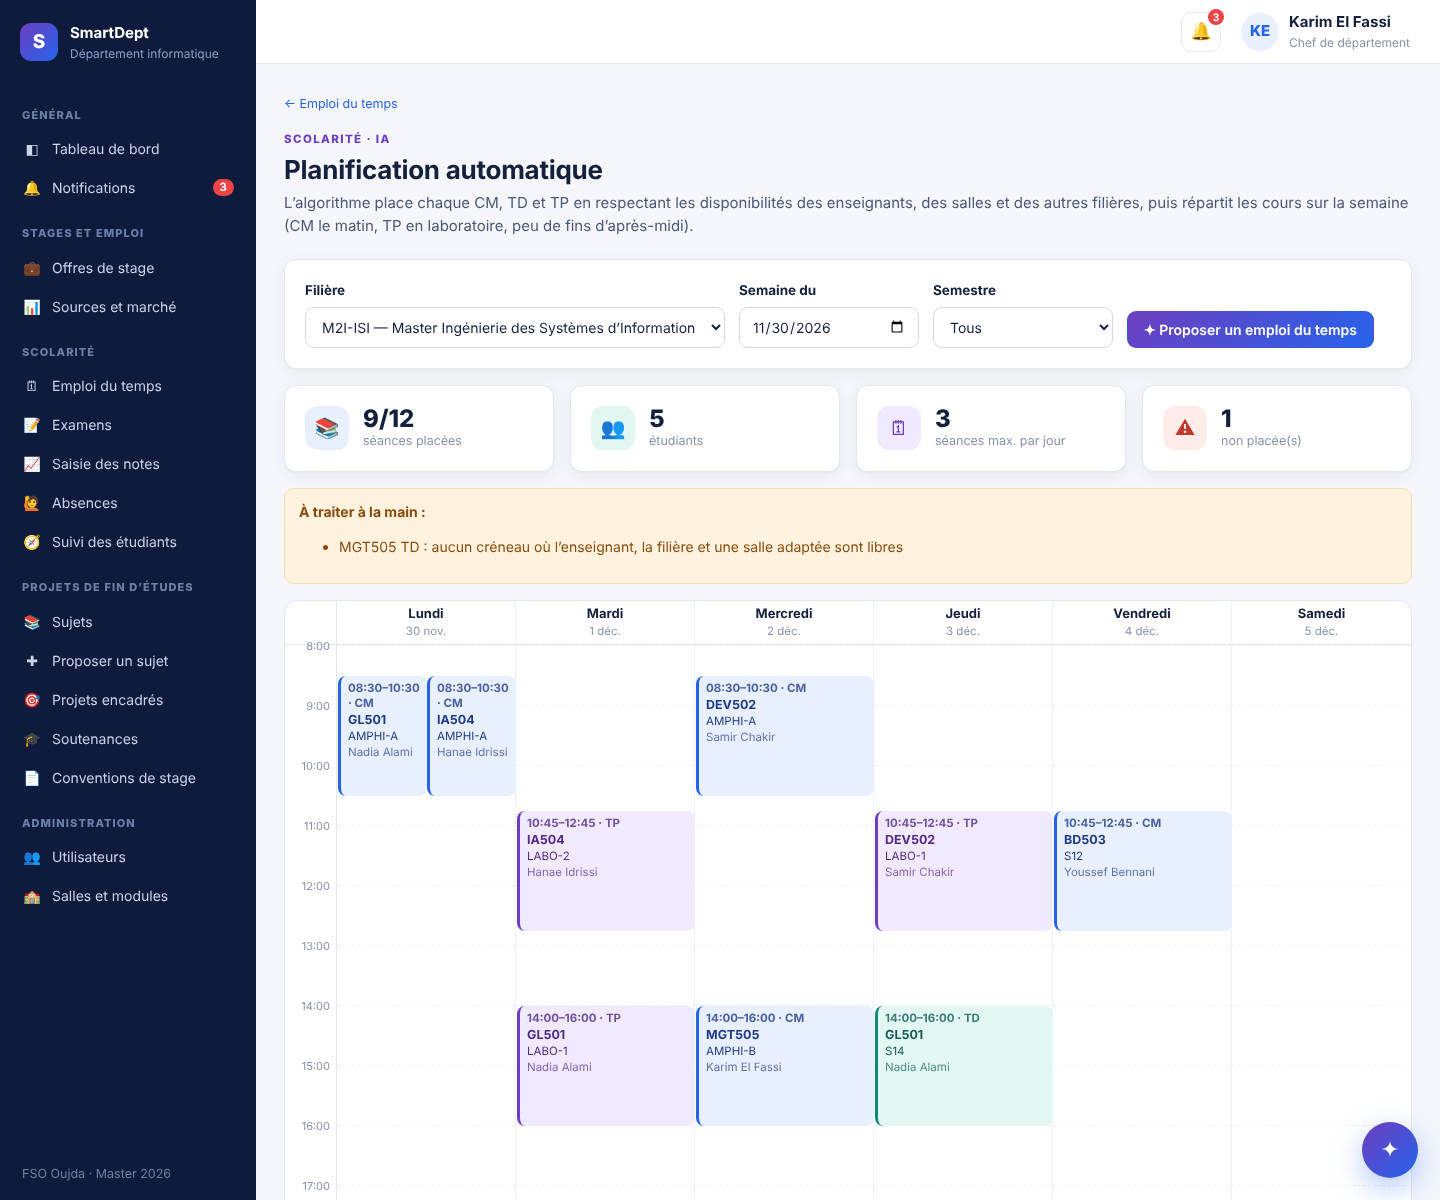 S
SmartDept
Département informatique
GÉNÉRAL
Tableau de bord
Notifications
3
STAGES ET EMPLOI
Offres de stage
Sources et marché
SCOLARITÉ
Emploi du temps
Examens
Saisie des notes
Absences
Suivi des étudiants
PROJETS DE FIN D’ÉTUDES
Sujets
Proposer un sujet
Projets encadrés
Soutenances
Conventions de stage
ADMINISTRATION
Utilisateurs
Salles et modules
FSO Oujda · Master 2026
3
KE
Karim El Fassi
Chef de département
← Emploi du temps
SCOLARITÉ · IA
Planification automatique
L’algorithme place chaque CM, TD et TP en respectant les disponibilités des enseignants, des salles et des autres filières, puis répartit les cours sur la semaine
(CM le matin, TP en laboratoire, peu de fins d’après-midi).
Filière
M2I-ISI — Master Ingénierie des Systèmes d’Information
Semaine du
11/30/2026
Semestre
Tous
✦ Proposer un emploi du temps
9/12
séances placées
5
étudiants
3
séances max. par jour
1
non placée(s)
À traiter à la main :
• MGT505 TD : aucun créneau où l’enseignant, la filière et une salle adaptée sont libres
Lundi
30 nov.
Mardi
1 déc.
Mercredi
2 déc.
Jeudi
3 déc.
Vendredi
4 déc.
Samedi
5 déc.
8:00
9:00
10:00
11:00
12:00
13:00
14:00
15:00
16:00
17:00
08:30–10:30
· CM
GL501
AMPHI-A
Nadia Alami
08:30–10:30
· CM
IA504
AMPHI-A
Hanae Idrissi
10:45–12:45 · TP
IA504
LABO-2
Hanae Idrissi
14:00–16:00 · TP
GL501
LABO-1
Nadia Alami
08:30–10:30 · CM
DEV502
AMPHI-A
Samir Chakir
14:00–16:00 · CM
MGT505
AMPHI-B
Karim El Fassi
10:45–12:45 · TP
DEV502
LABO-1
Samir Chakir
14:00–16:00 · TD
GL501
S14
Nadia Alami
10:45–12:45 · CM
BD503
S12
Youssef Bennani